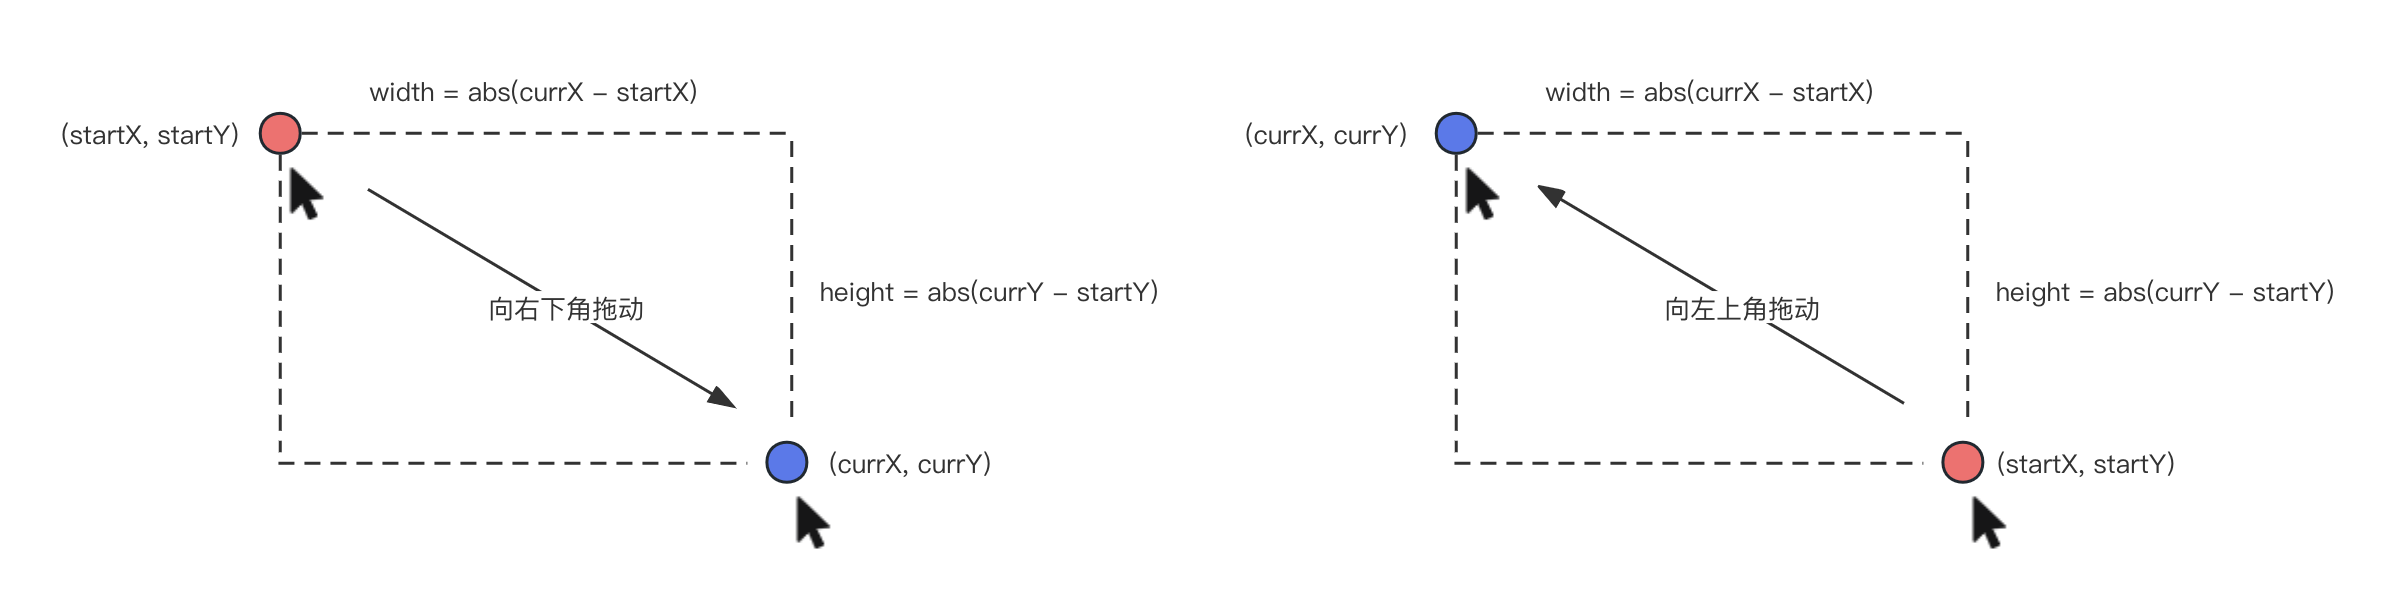 width = abs(currX – startX)
(startX, startY)
height = abs(currY – startY)
向右下角拖动
(currX, currY)
width = abs(currX – startX)
(currX, currY)
height = abs(currY – startY)
向左上角拖动
(startX, startY)